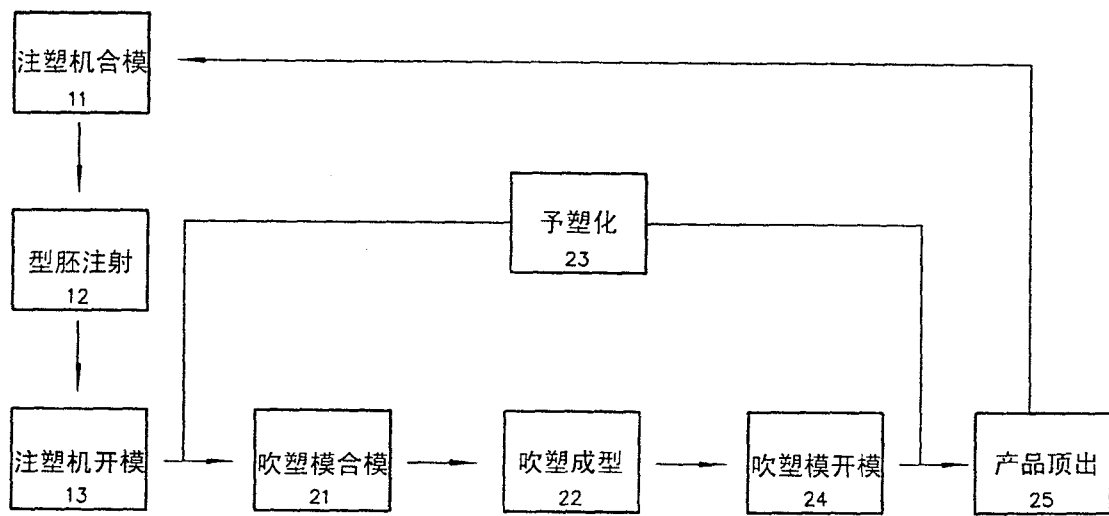 注塑机合模
11
型胚注射
12
予塑化
23
注塑机开模
13
吹塑模合模
21
吹塑成型
22
吹塑模开模
24
产品顶出
25